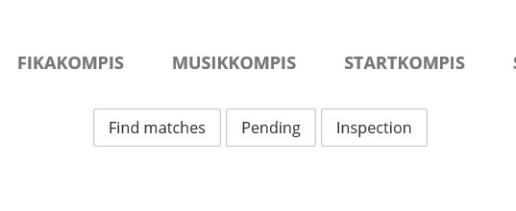 FIKAKOMPIS MUSIKKOMPIS STARTKOMPIS
Find matches Pending Inspection